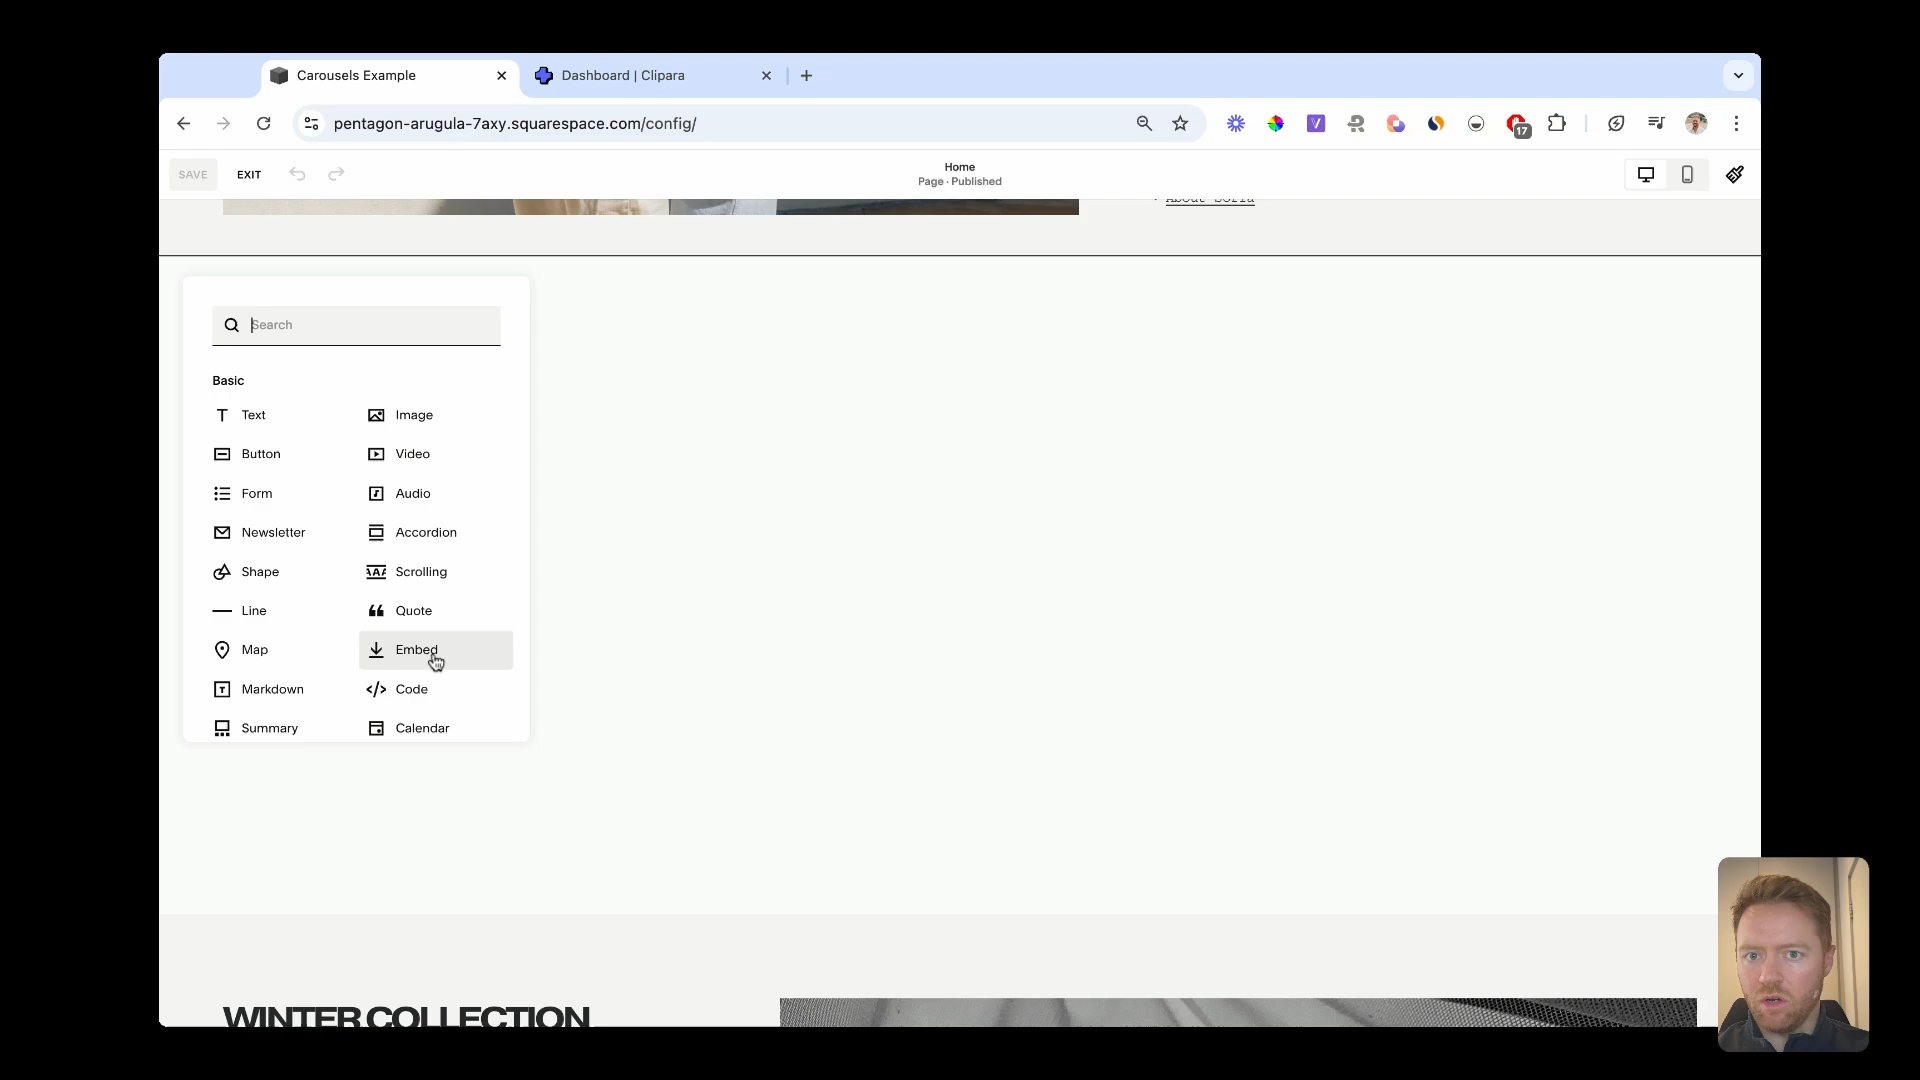 Carousels Example
Dashboard | Clipara
pentagon-arugula-7axy.squarespace.com/config/
17
SAVE
EXIT
Home
Page · Published
About Sofia
Search
Basic
Text
Image
Button
Video
Form
Audio
Newsletter
Accordion
Shape
Scrolling
Line
Quote
Map
Embed
Markdown
Code
Summary
Calendar
WINTER COLLECTION